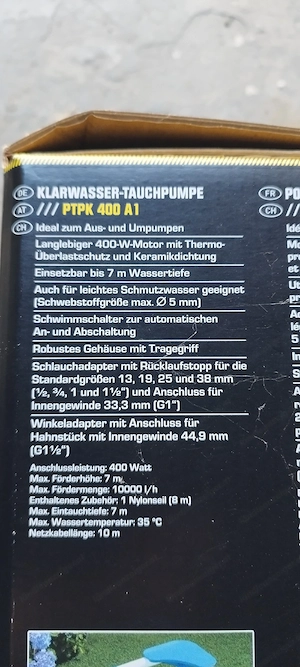 DE KLARWASSER-TAUCHPUMPE
AT /// PTPK 400 A1
CH Ideal zum Aus- und Umpumpen
Langlebiger 400-W-Motor mit Thermo-
Überlastschutz und Keramikdichtung
Einsetzbar bis 7 m Wassertiefe
Auch für leichtes Schmutzwasser geeignet
(Schwebstoffgröße max. Ø 5 mm)
Schwimmschalter zur automatischen
An- und Abschaltung
Robustes Gehäuse mit Tragegriff
Schlauchadapter mit Rücklaufstopp für die
Standardgrößen 13, 19, 25 und 38 mm
(½, ¾, 1 und 1½") und Anschluss für
Innengewinde 33,3 mm (G1")
Winkeladapter mit Anschluss für
Hahnstück mit Innengewinde 44,9 mm
(G1½")
Anschlussleistung: 400 Watt
Max. Förderhöhe: 7 m
Max. Fördermenge: 10000 l/h
Enthaltenes Zubehör: 1 Nylonseil (8 m)
Max. Eintauchtiefe: 7 m
Max. Wassertemperatur: 35 °C
Netzkabellänge: 10 m
FR PO
CH //